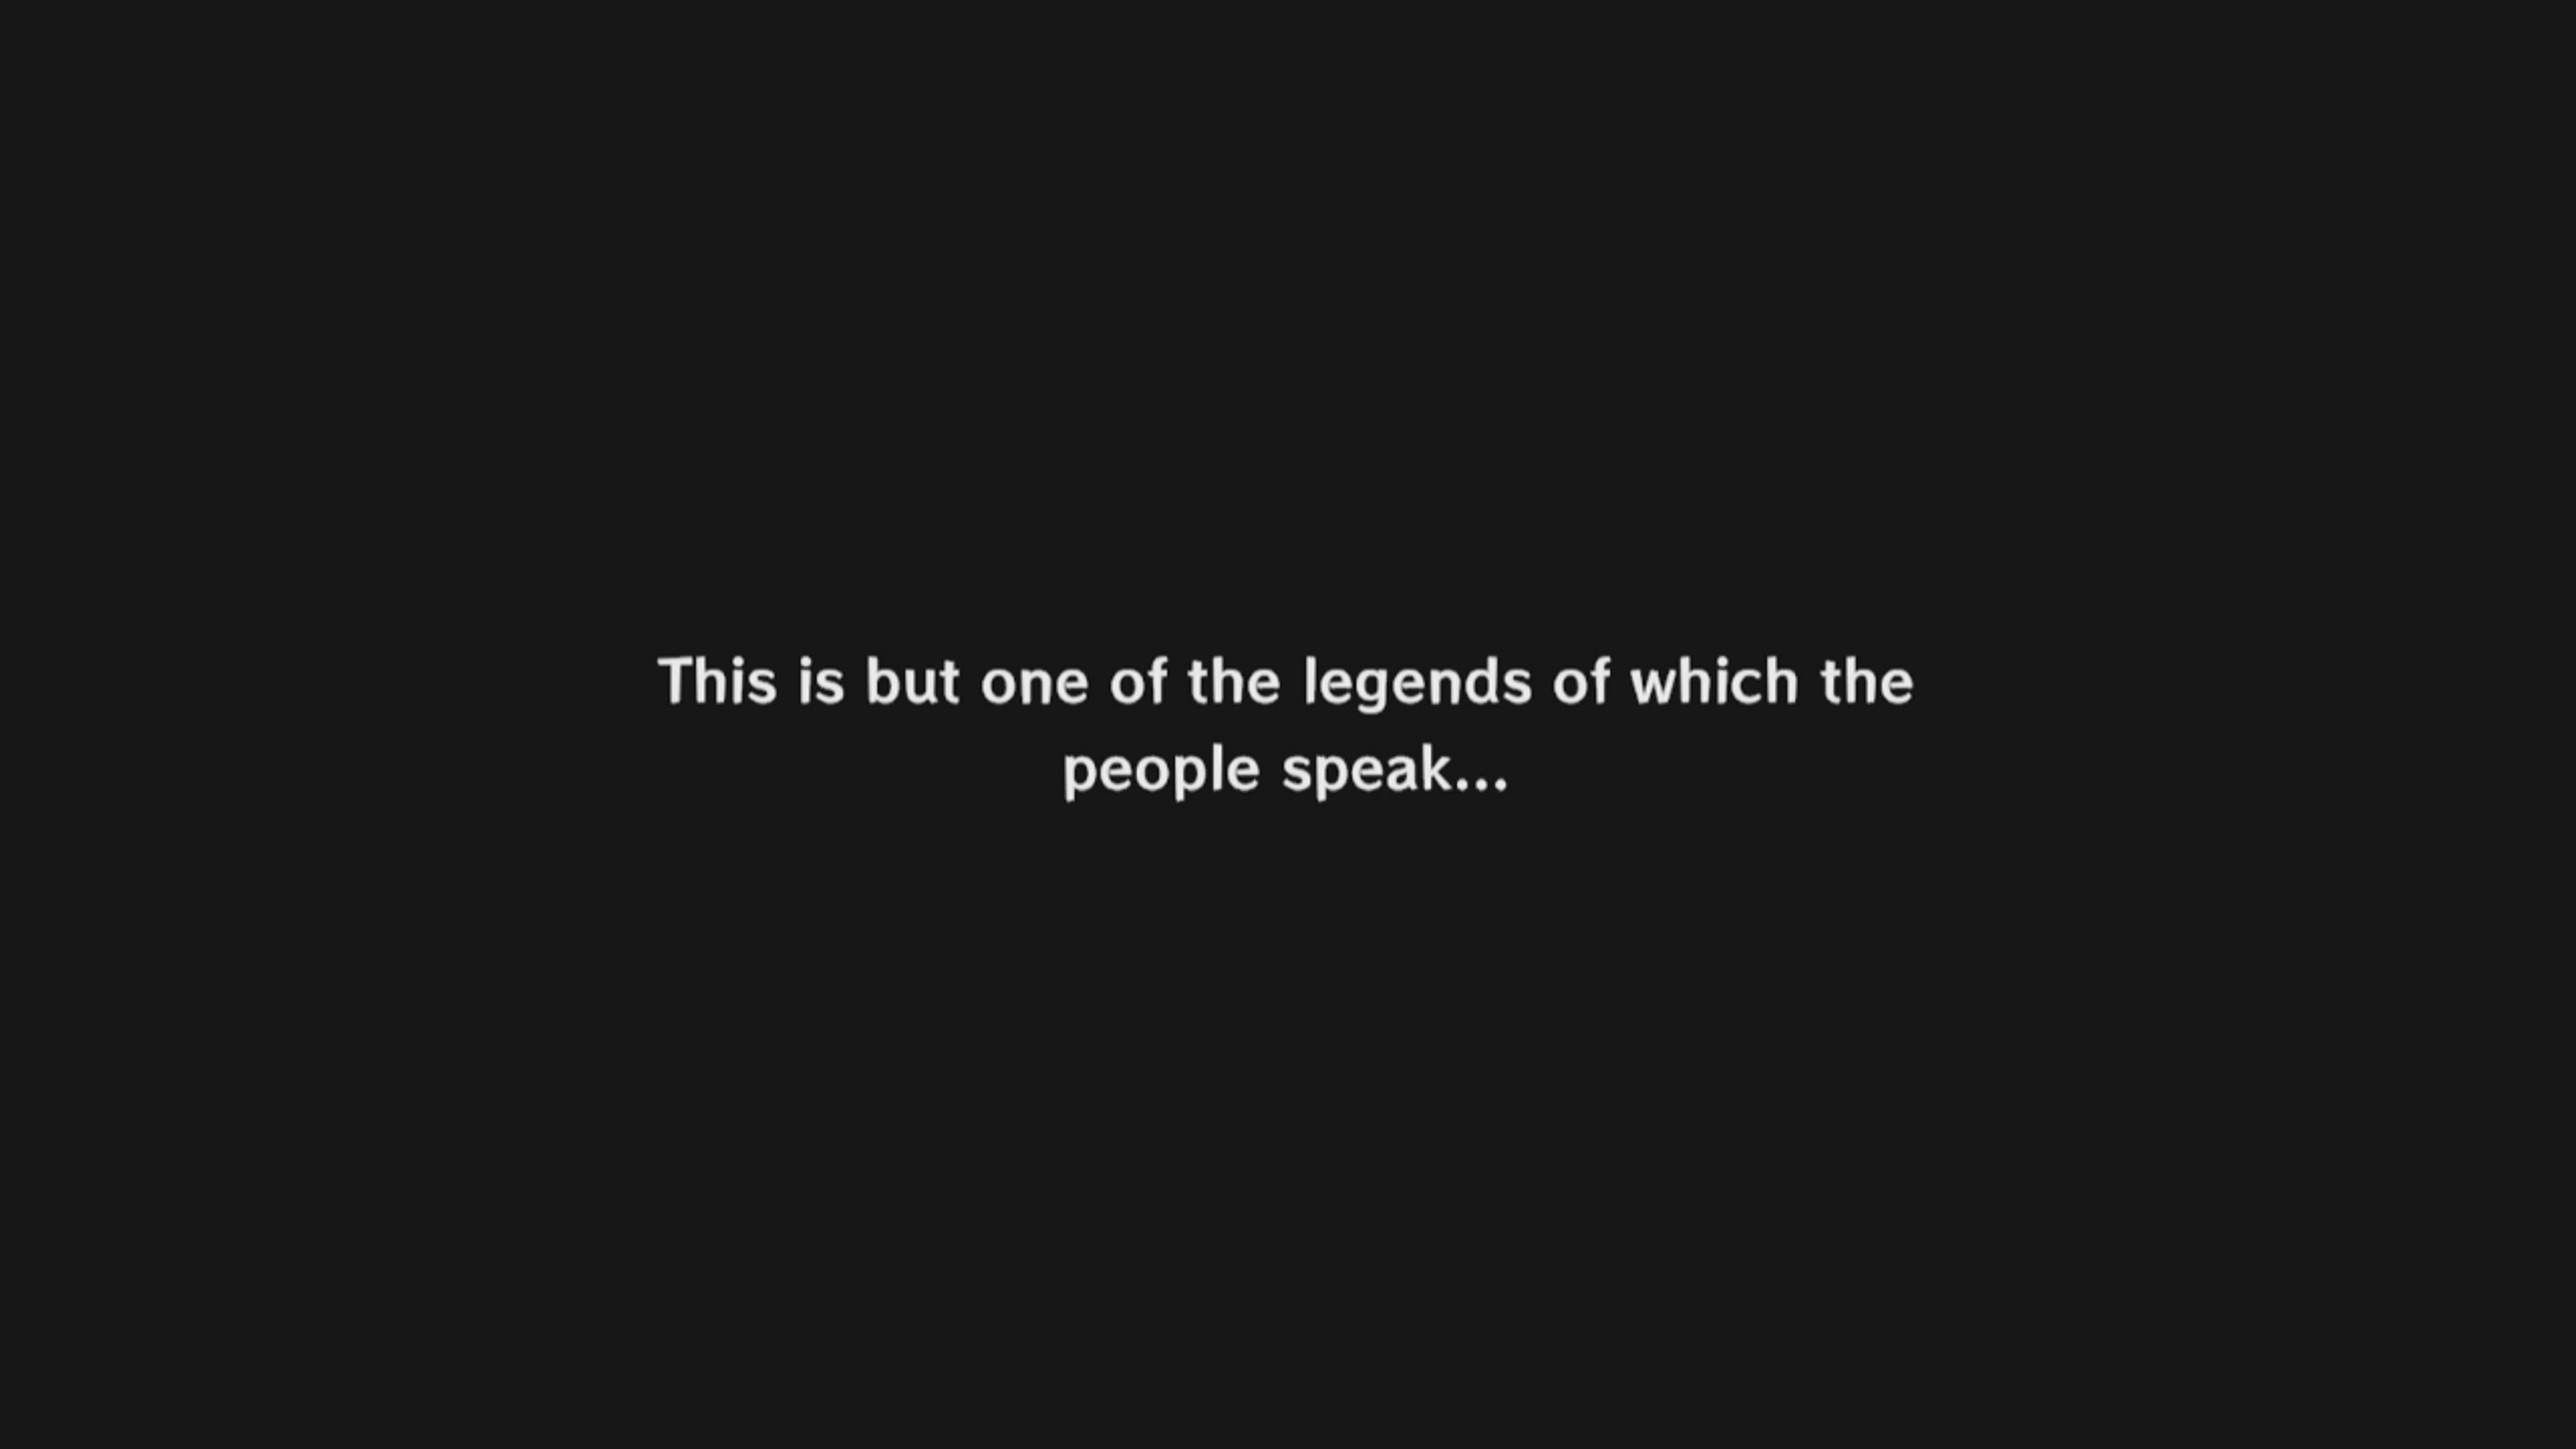 This is but one of the legends of which the
people speak...